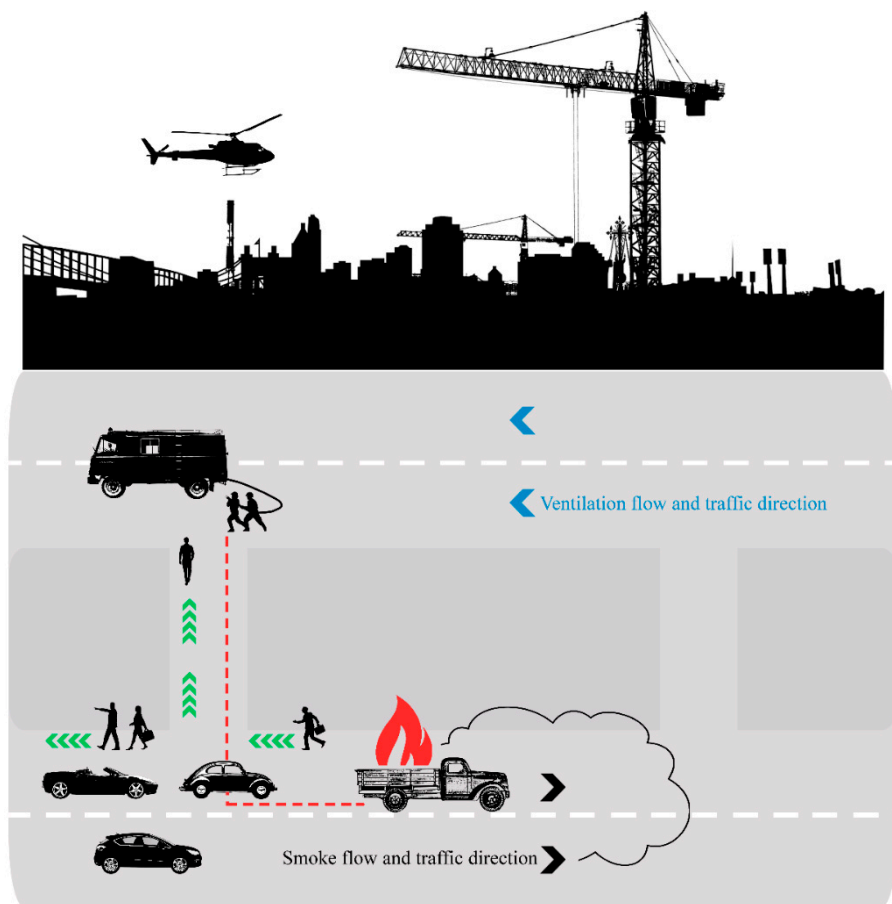 Ventilation flow and traffic direction
Smoke flow and traffic direction